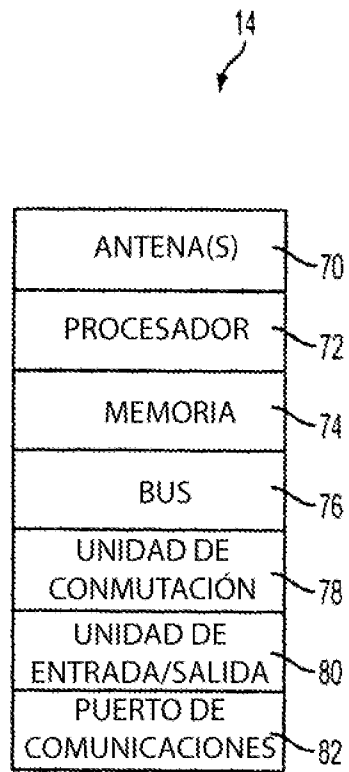 14
ANTENA(S)
70
PROCESADOR
72
MEMORIA
74
BUS
76
UNIDAD DE
CONMUTACIÓN
78
UNIDAD DE
ENTRADA/SALIDA
80
PUERTO DE
COMUNICACIONES
82